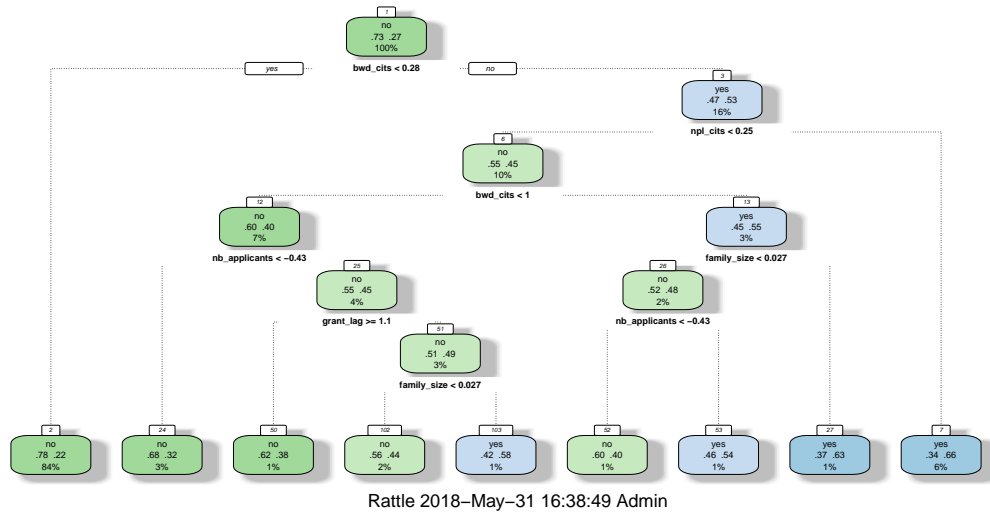 1
no
.73 .27
100%
bwd_cits < 0.28
yes
no
3
yes
.47 .53
16%
npl_cits < 0.25
6
no
.55 .45
10%
bwd_cits < 1
12
no
.60 .40
7%
nb_applicants < −0.43
13
yes
.45 .55
3%
family_size < 0.027
25
no
.55 .45
4%
grant_lag >= 1.1
26
no
.52 .48
2%
nb_applicants < −0.43
51
no
.51 .49
3%
family_size < 0.027
2
no
.78 .22
84%
24
no
.68 .32
3%
50
no
.62 .38
1%
102
no
.56 .44
2%
103
yes
.42 .58
1%
52
no
.60 .40
1%
53
yes
.46 .54
1%
27
yes
.37 .63
1%
7
yes
.34 .66
6%
Rattle 2018−May−31 16:38:49 Admin